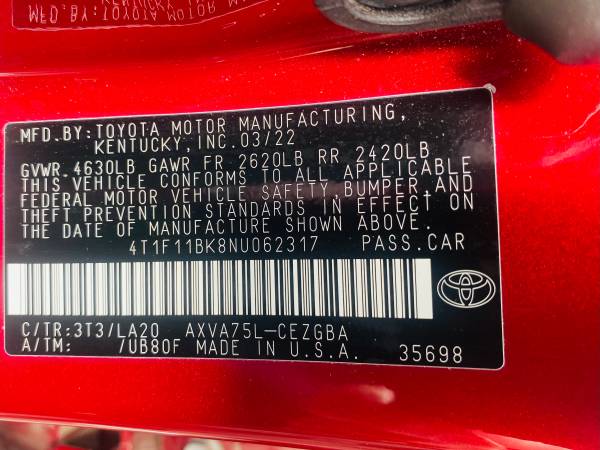 MFD. BY: TOYOTA MOTOR MANUFACTURING,
KENTUCKY, INC. 03/22
GVWR. 4630LB GAWR FR 2620LB RR 2420LB
THIS VEHICLE CONFORMS TO ALL APPLICABLE
FEDERAL MOTOR VEHICLE SAFETY, BUMPER, AND
THEFT PREVENTION STANDARDS IN EFFECT ON
THE DATE OF MANUFACTURE SHOWN ABOVE.
4T1F11BK8NU062317 PASS. CAR
C/TR:3T3/LA20 AXVA75L-CEZGBA
A/TM: /UB80F MADE IN U.S.A. 35698